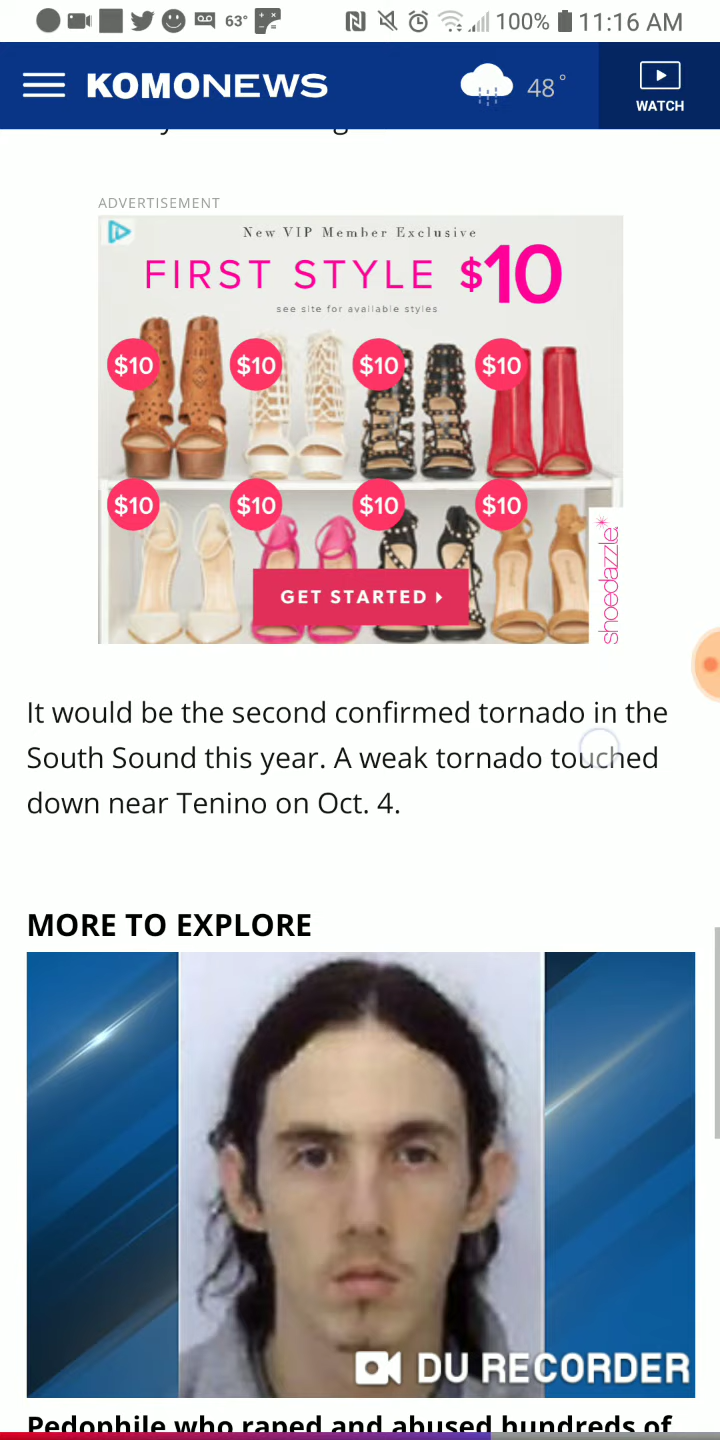 63° 100% 11:16 AM
KOMONEWS 48° WATCH
ADVERTISEMENT
New VIP Member Exclusive
FIRST STYLE $10
see site for available styles
$10 $10 $10 $10
$10 $10 $10 $10
GET STARTED
shoedazzle*
It would be the second confirmed tornado in the
South Sound this year. A weak tornado touched
down near Tenino on Oct. 4.
MORE TO EXPLORE
DU RECORDER
Pedophile who raped and abused hundreds of